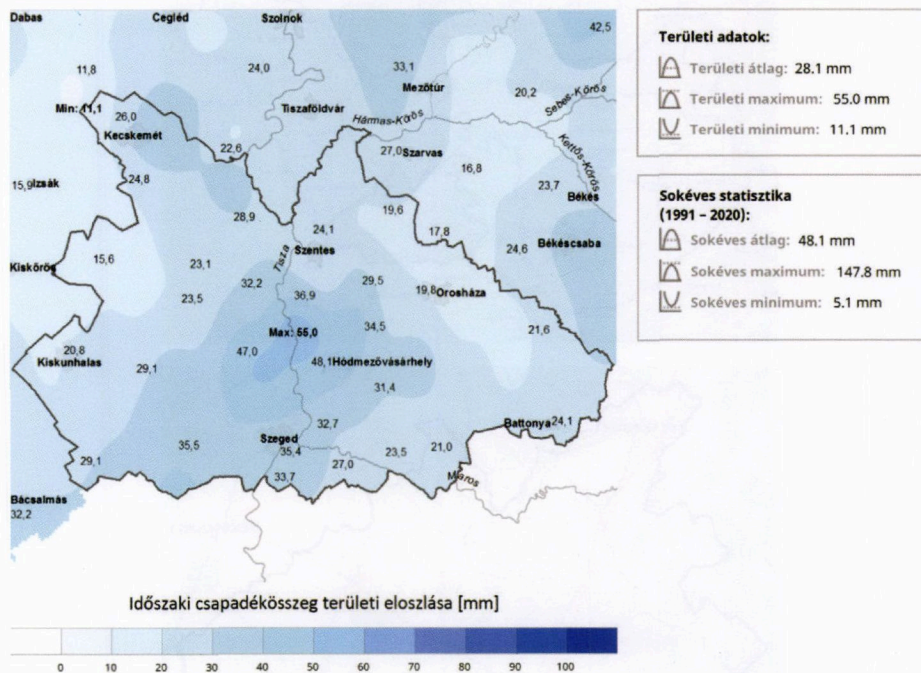 Dabas
Cegléd
Szolnok
42,5
11,8
24,0
33,1
Mezőtúr
20,2
Sebes-Körös
Min: 11,1
26,0
Tiszaföldvár
Hármas-Körös
Kecskemét
22,6
27,0 Szarvas
Kettős-Körös
15,9 Izsák
24,8
16,8
23,7
Békés
28,9
19,6
24,1
17,8
Szentes
24,6
Békéscsaba
Tisza
Kiskőrös
15,6
23,1
23,5
32,2
36,9
29,5
19,8 Orosháza
Max: 55,0
34,5
21,6
20,8
Kiskunhalas
29,1
47,0
48,1 Hódmezővásárhely
31,4
32,7
Battonya 24,1
Szeged
35,5
35,4
23,5
21,0
29,1
33,7
27,0
Maros
Bácsalmás
32,2
Területi adatok:
Területi átlag: 28.1 mm
Területi maximum: 55.0 mm
Területi minimum: 11.1 mm
Sokéves statisztika
(1991 – 2020):
Sokéves átlag: 48.1 mm
Sokéves maximum: 147.8 mm
Sokéves minimum: 5.1 mm
Időszaki csapadékösszeg területi eloszlása [mm]
0 10 20 30 40 50 60 70 80 90 100